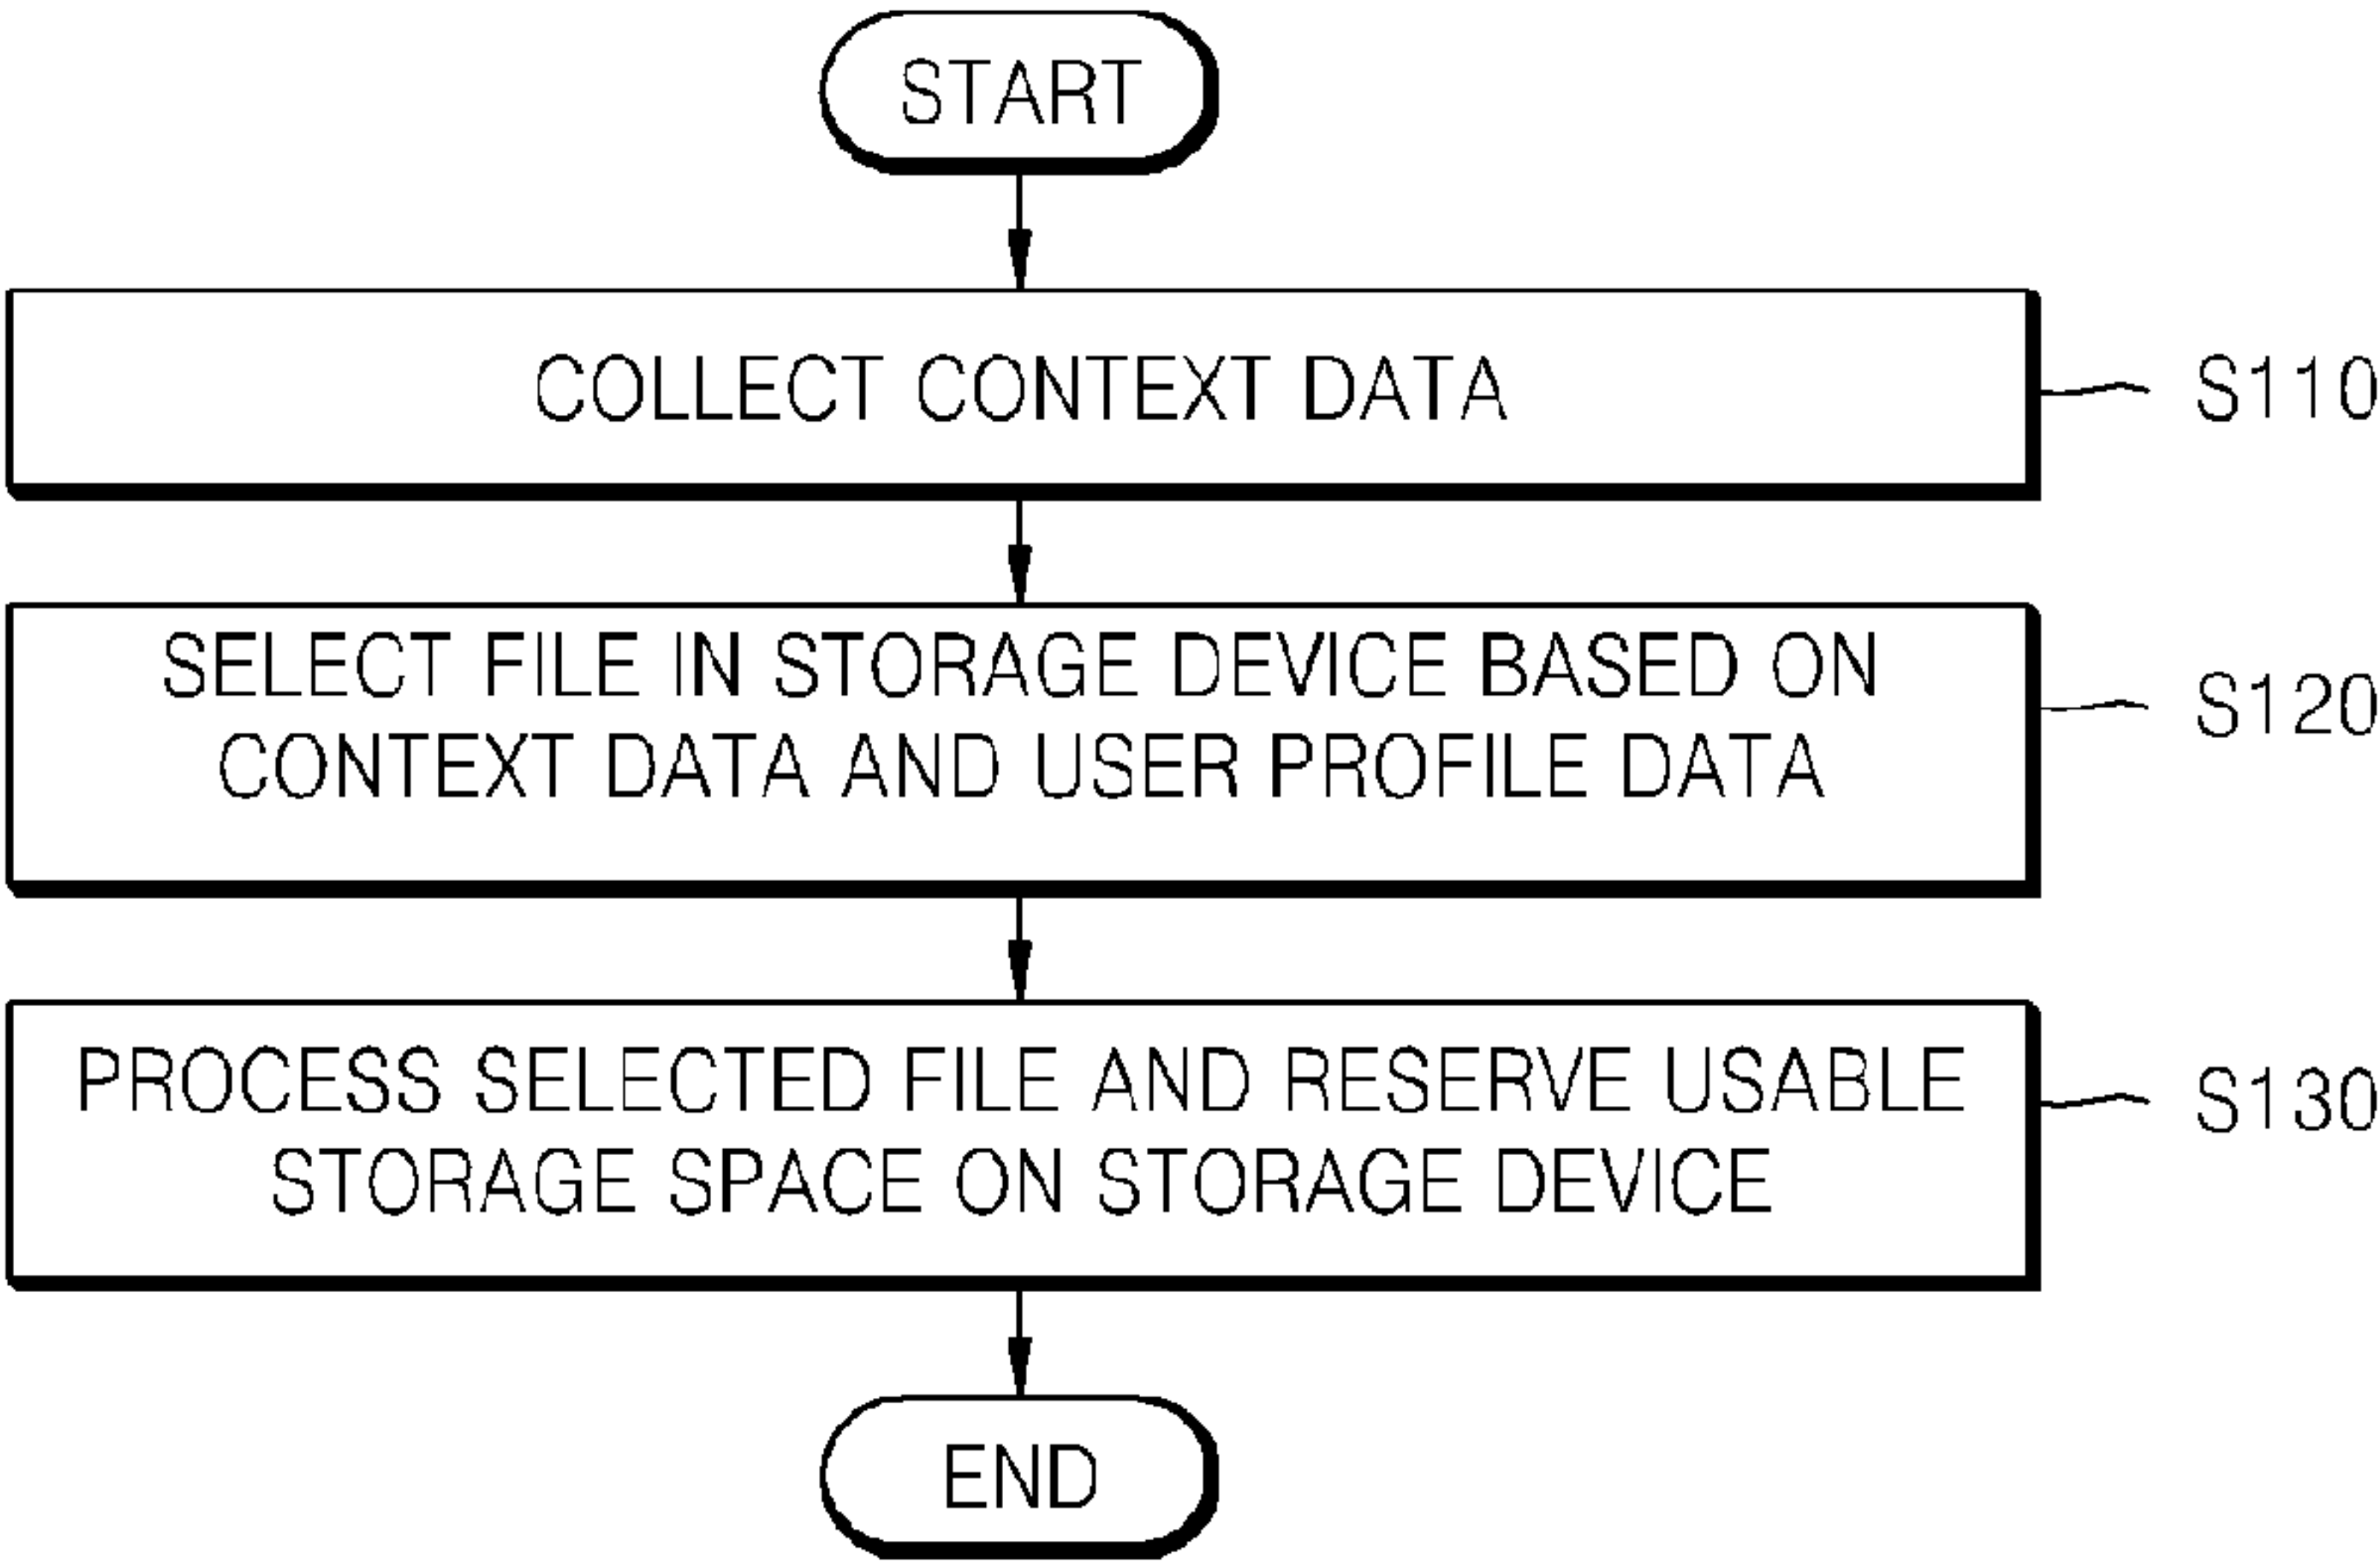 START
COLLECT CONTEXT DATA
S110
SELECT FILE IN STORAGE DEVICE BASED ON
CONTEXT DATA AND USER PROFILE DATA
S120
PROCESS SELECTED FILE AND RESERVE USABLE
STORAGE SPACE ON STORAGE DEVICE
S130
END